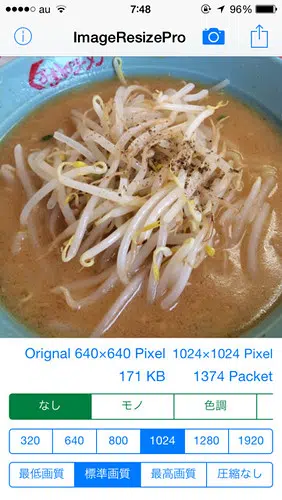 au 7:48 96%
ImageResizePro
Orignal 640×640 Pixel 1024×1024 Pixel
171 KB 1374 Packet
なし モノ 色調
320 640 800 1024 1280 1920
最低画質 標準画質 最高画質 圧縮なし